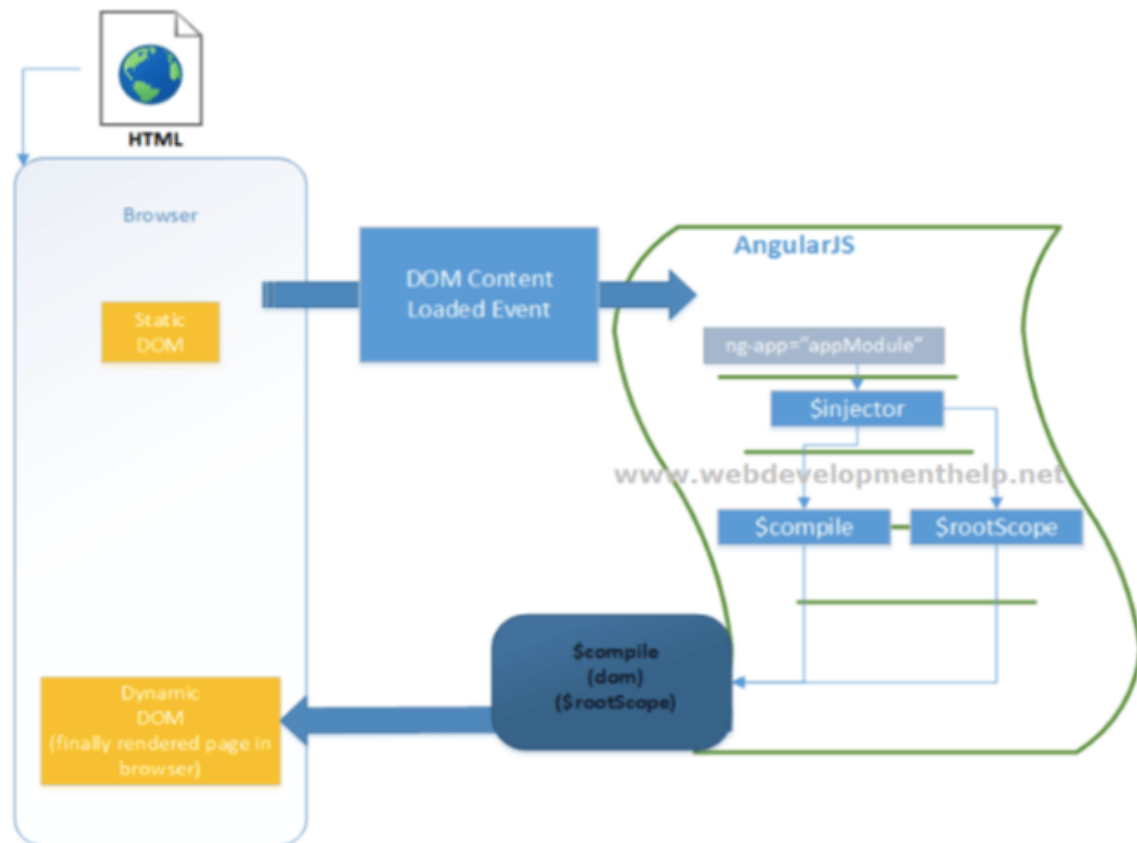 HTML
Browser
DOM Content
Loaded Event
AngularJS
Static
DOM
ng-app="appModule"
$injector
www.webdevelopmenthelp.net
$compile
$rootScope
$compile
(dom)
($rootScope)
Dynamic
DOM
(finally rendered page in
browser)